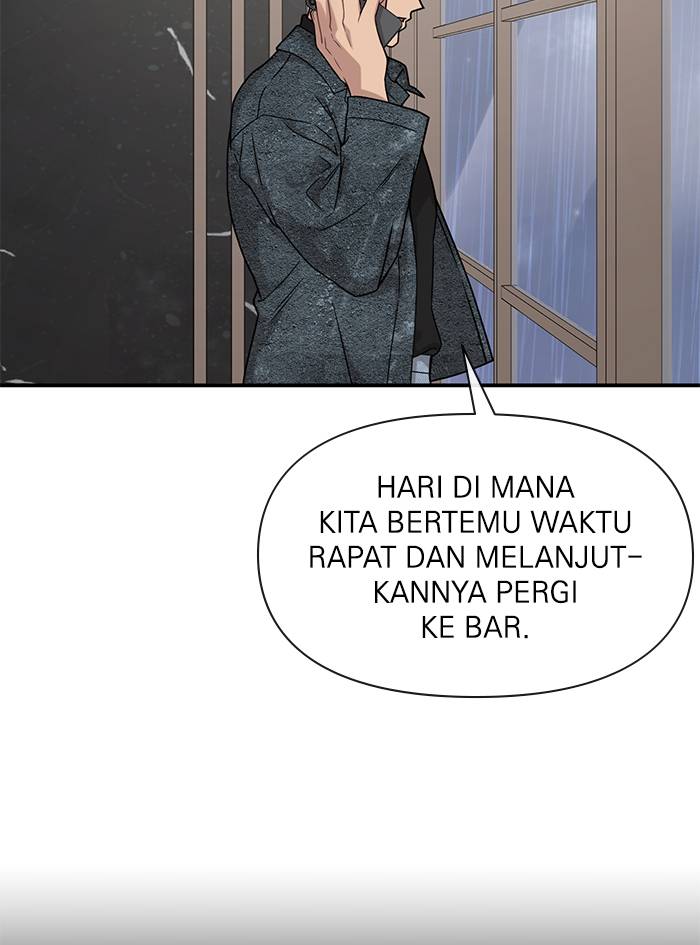 HARI DI MANA
KITA BERTEMU WAKTU
RAPAT DAN MELANJUT-
KANNYA PERGI
KE BAR.